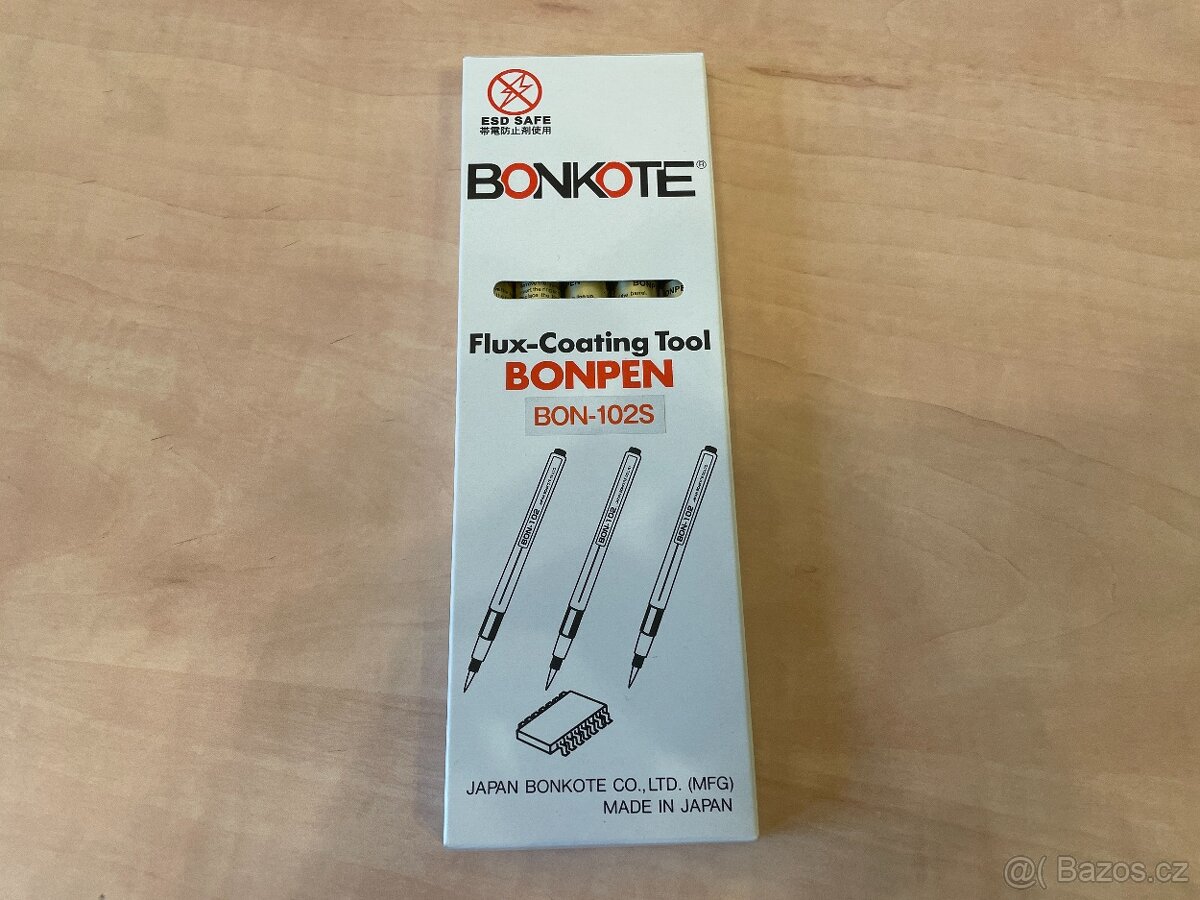 ESD SAFE
帯電防止剤使用
BONKOTE®
BONPEN
Flux-Coating Tool
BONPEN
BON-102S
BON-102
BON-102
BON-102
JAPAN BONKOTE CO.,LTD. (MFG)
MADE IN JAPAN
@( Bazos.cz